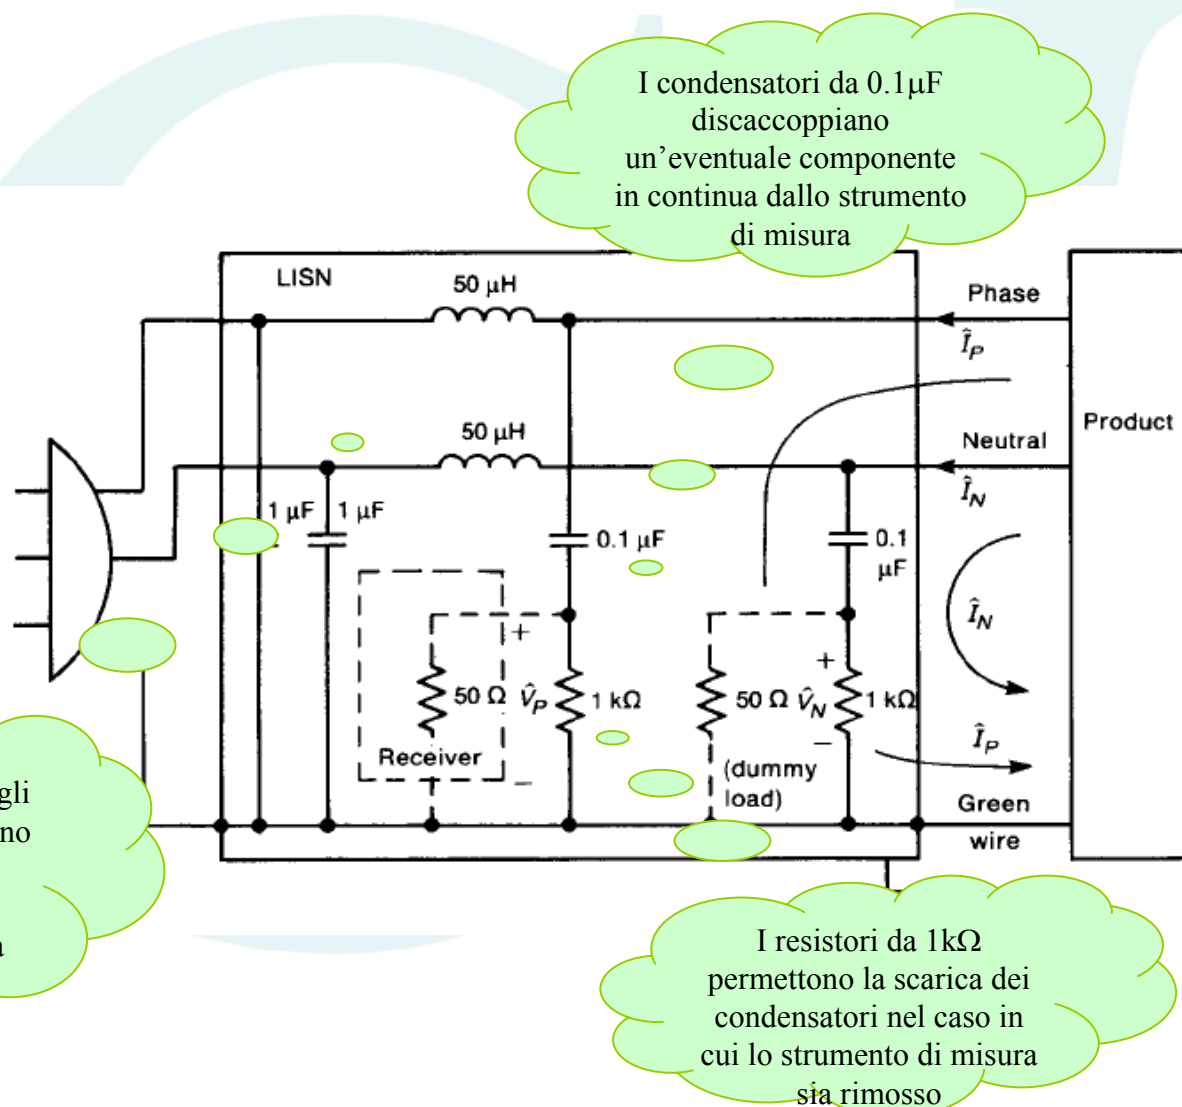 I condensatori da 0.1μF
discaccoppiano
un’eventuale componente
in continua dallo strumento
di misura
LISN
50 μH
Phase
Î_P
50 μH
Neutral
Î_N
Product
1 μF
1 μF
0.1 μF
0.1
μF
Î_N
+
+
50 Ω
V̂_P
1 kΩ
50 Ω
V̂_N
1 kΩ
Receiver
−
−
(dummy
load)
Î_P
Green
wire
gli
no
a
I resistori da 1kΩ
permettono la scarica dei
condensatori nel caso in
cui lo strumento di misura
sia rimosso